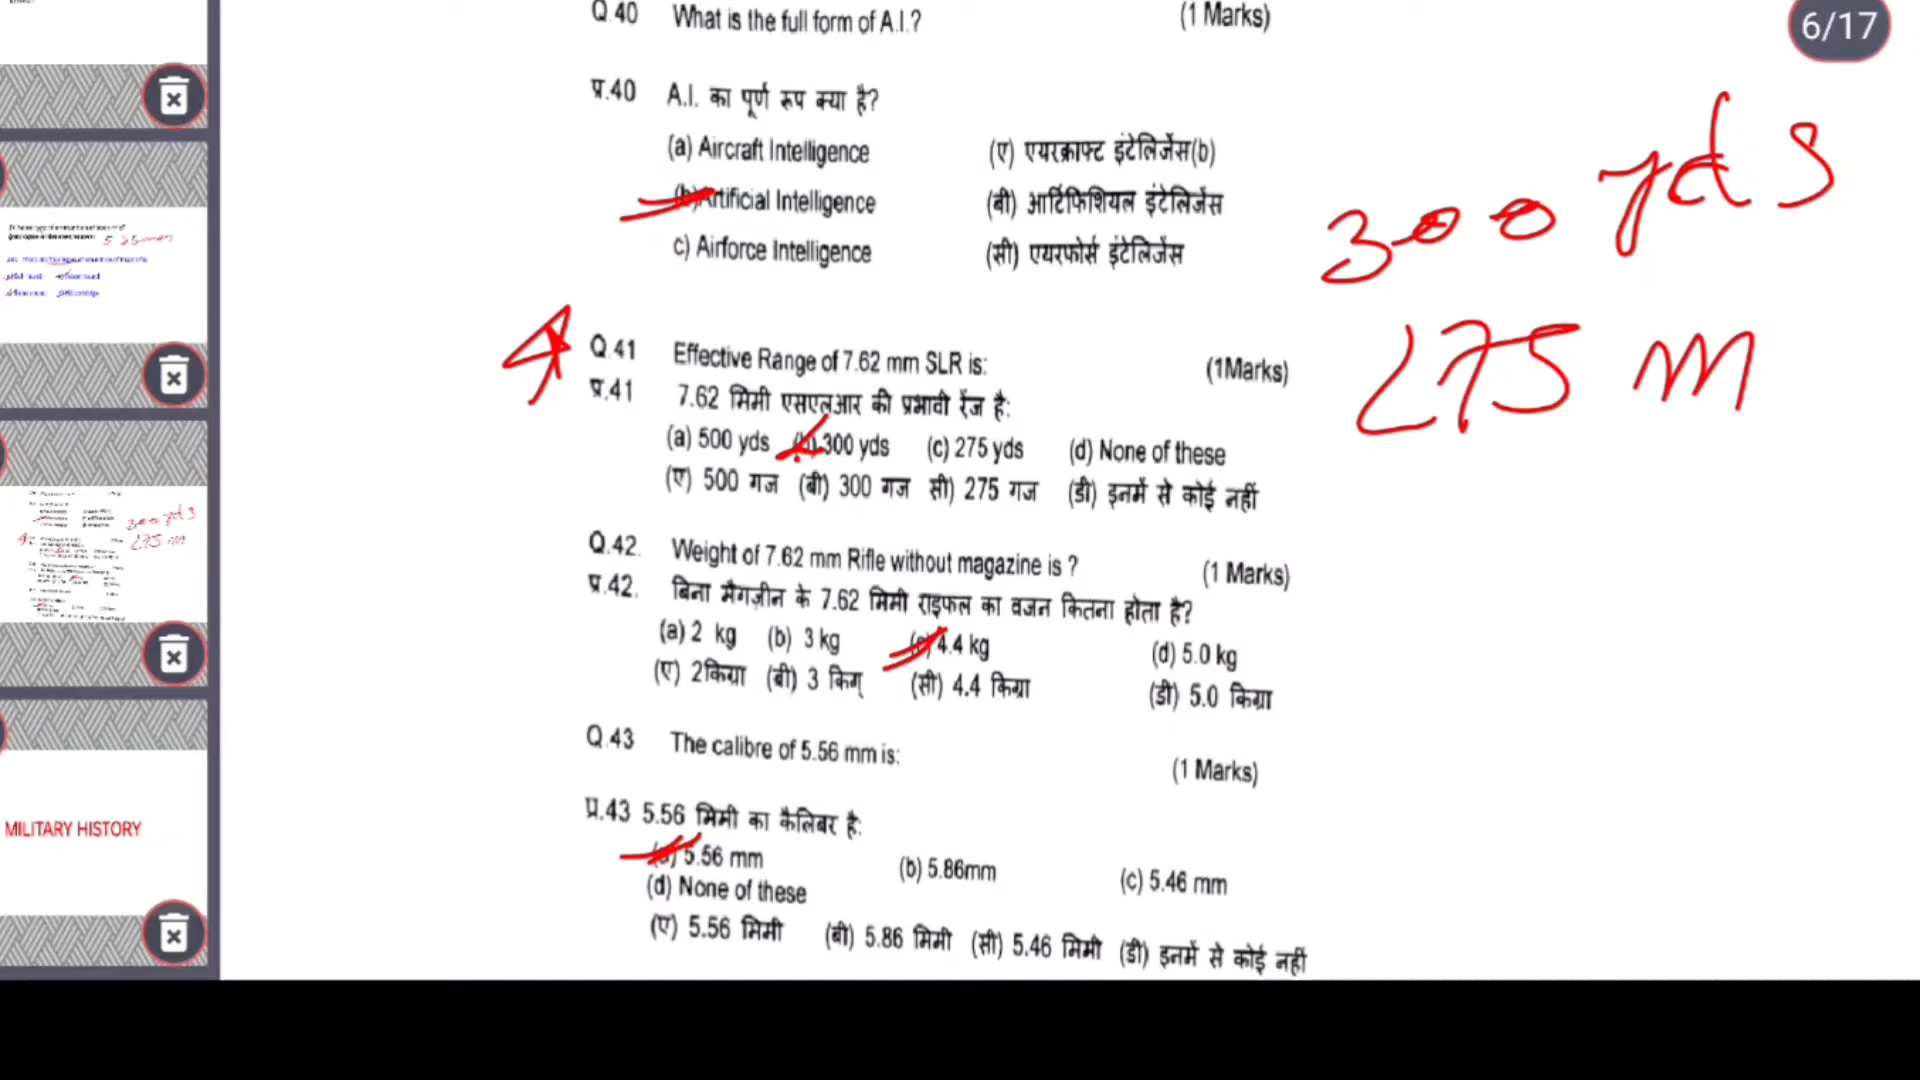 Q.40 What is the full form of A.I.? (1 Marks)
6/17
प्र.40 A.I. का पूर्ण रूप क्या है?
(a) Aircraft Intelligence (ए) एयरक्राफ्ट इंटेलिजेंस(b)
(b) Artificial Intelligence (बी) आर्टिफिशियल इंटेलिजेंस
c) Airforce Intelligence (सी) एयरफोर्स इंटेलिजेंस
300 yds
275 m
Q.41 Effective Range of 7.62 mm SLR is: (1Marks)
प्र.41 7.62 मिमी एसएलआर की प्रभावी रेंज है:
(a) 500 yds (b) 300 yds (c) 275 yds (d) None of these
(ए) 500 गज (बी) 300 गज सी) 275 गज (डी) इनमें से कोई नहीं
Q.42. Weight of 7.62 mm Rifle without magazine is ? (1 Marks)
प्र.42. बिना मैगज़ीन के 7.62 मिमी राइफल का वजन कितना होता है?
(a) 2 kg (b) 3 kg (c) 4.4 kg (d) 5.0 kg
(ए) 2किग्रा (बी) 3 किग् (सी) 4.4 किग्रा (डी) 5.0 किग्रा
Q.43 The calibre of 5.56 mm is: (1 Marks)
प्र.43 5.56 मिमी का कैलिबर है:
(a) 5.56 mm (b) 5.86mm (c) 5.46 mm
(d) None of these
(ए) 5.56 मिमी (बी) 5.86 मिमी (सी) 5.46 मिमी (डी) इनमें से कोई नहीं
MILITARY HISTORY